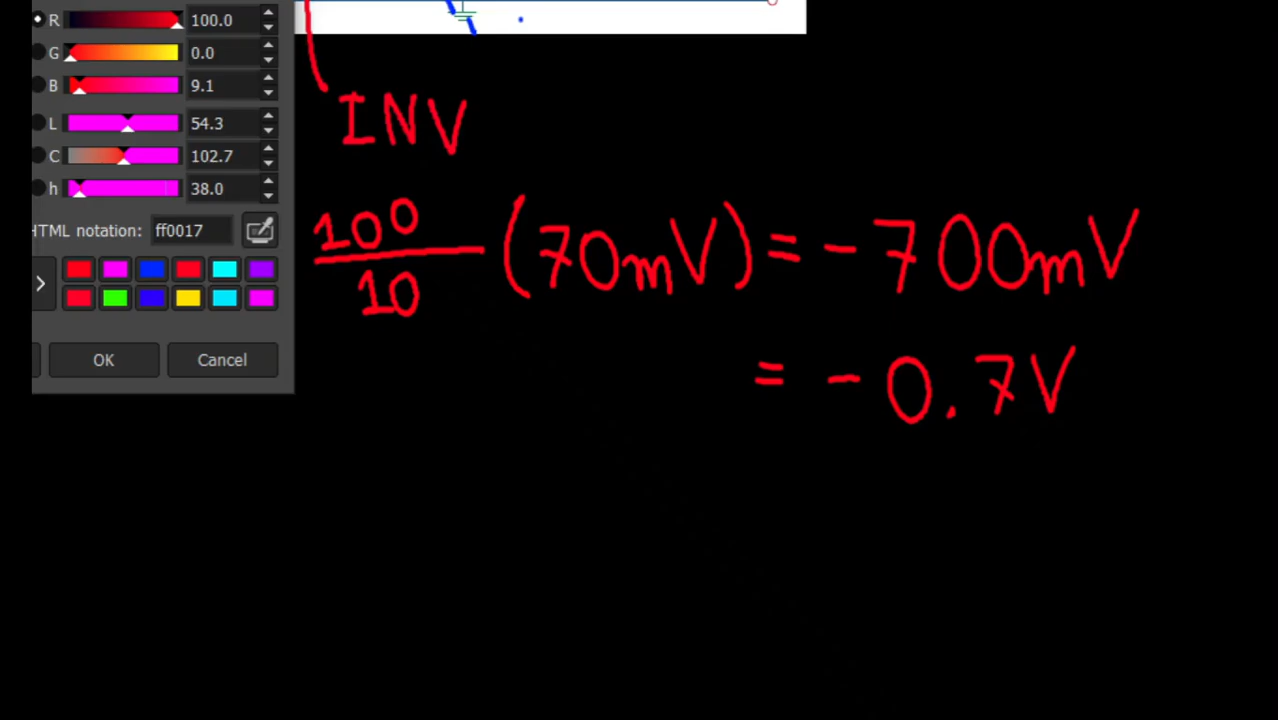 R 100.0
G 0.0
B 9.1
L 54.3
C 102.7
h 38.0
HTML notation: ff0017
OK Cancel
INV
100/10 (70mV) = -700mV
= -0.7V